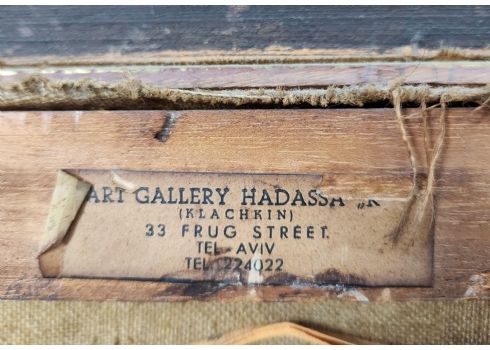 ART GALLERY HADASSA „K"
(KLACHKIN)
33 FRUG STREET.
TEL-AVIV
TEL. 224022